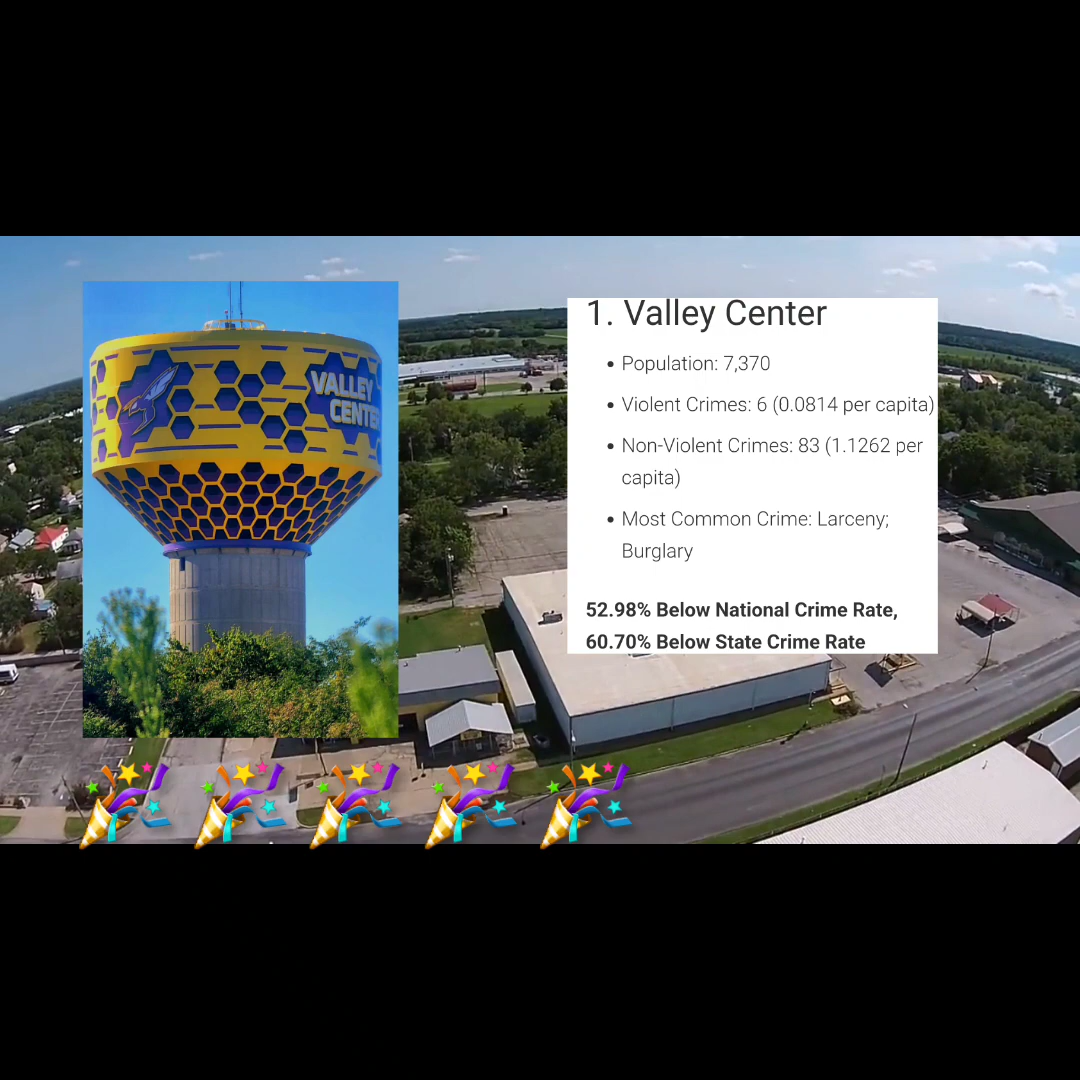 VALLEY
CENTER
1. Valley Center
• Population: 7,370
• Violent Crimes: 6 (0.0814 per capita)
• Non-Violent Crimes: 83 (1.1262 per
capita)
• Most Common Crime: Larceny;
Burglary
52.98% Below National Crime Rate,
60.70% Below State Crime Rate